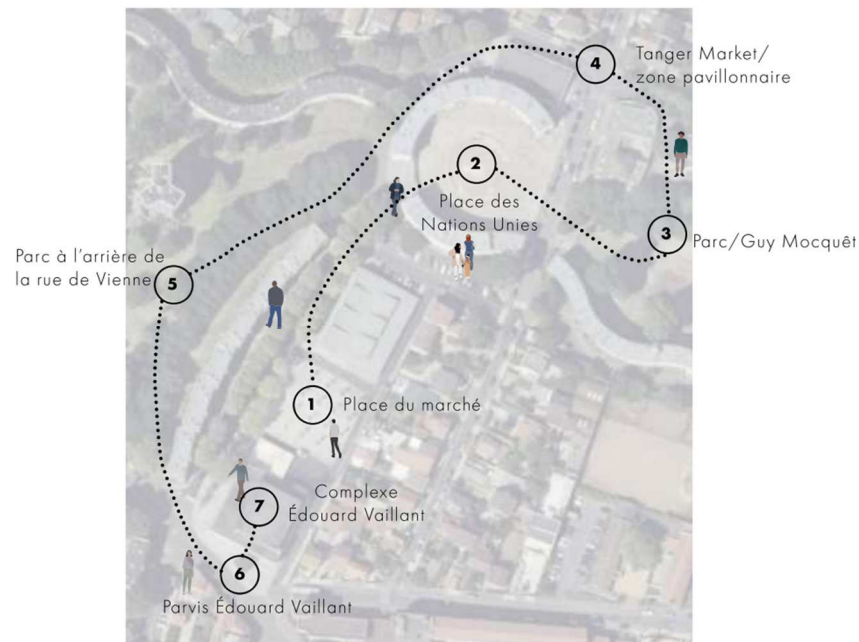 4
Tanger Market/
zone pavillonnaire
2
Place des
Nations Unies
3
Parc/Guy Mocquêt
Parc à l'arrière de
la rue de Vienne
5
1
Place du marché
7
Complexe
Édouard Vaillant
6
Parvis Édouard Vaillant